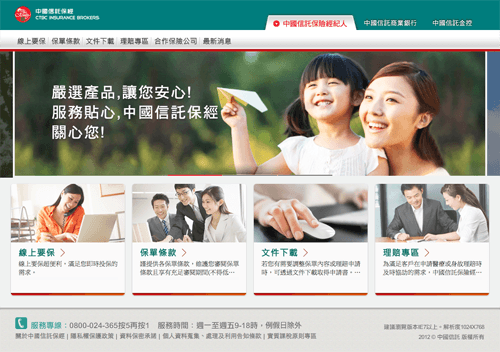 中國信託保經
CTBC INSURANCE BROKERS
中國信託保險經紀人 中國信託商業銀行 中國信託金控
線上要保 保單條款 文件下載 理賠專區 合作保險公司 最新消息
嚴選產品,讓您安心!
服務貼心,中國信託保經
關心您!
線上要保
線上要保超便利，滿足您即時投保的
需求。
保單條款
謹提供各保單條款，維護您審閱保單
條款且享有充足審閱期間(不得低⋯
文件下載
若您有需要調整保單內容或理賠申請
時，可透過文件下載取得申請書，⋯
理賠專區
為滿足客戶在申請醫療或身故理賠時
及時協助的需求，中國信託保險經⋯
服務專線：0800-024-365按5再按1 服務時間：週一至週五9-18時，例假日除外
關於中國信託保經 | 隱私權保護政策 | 資料保密承諾 | 個人資料蒐集、處理及利用告知條款 | 實質課稅原則專區
建議瀏覽版本IE7以上，解析度1024X768
2012 © 中國信託 版權所有